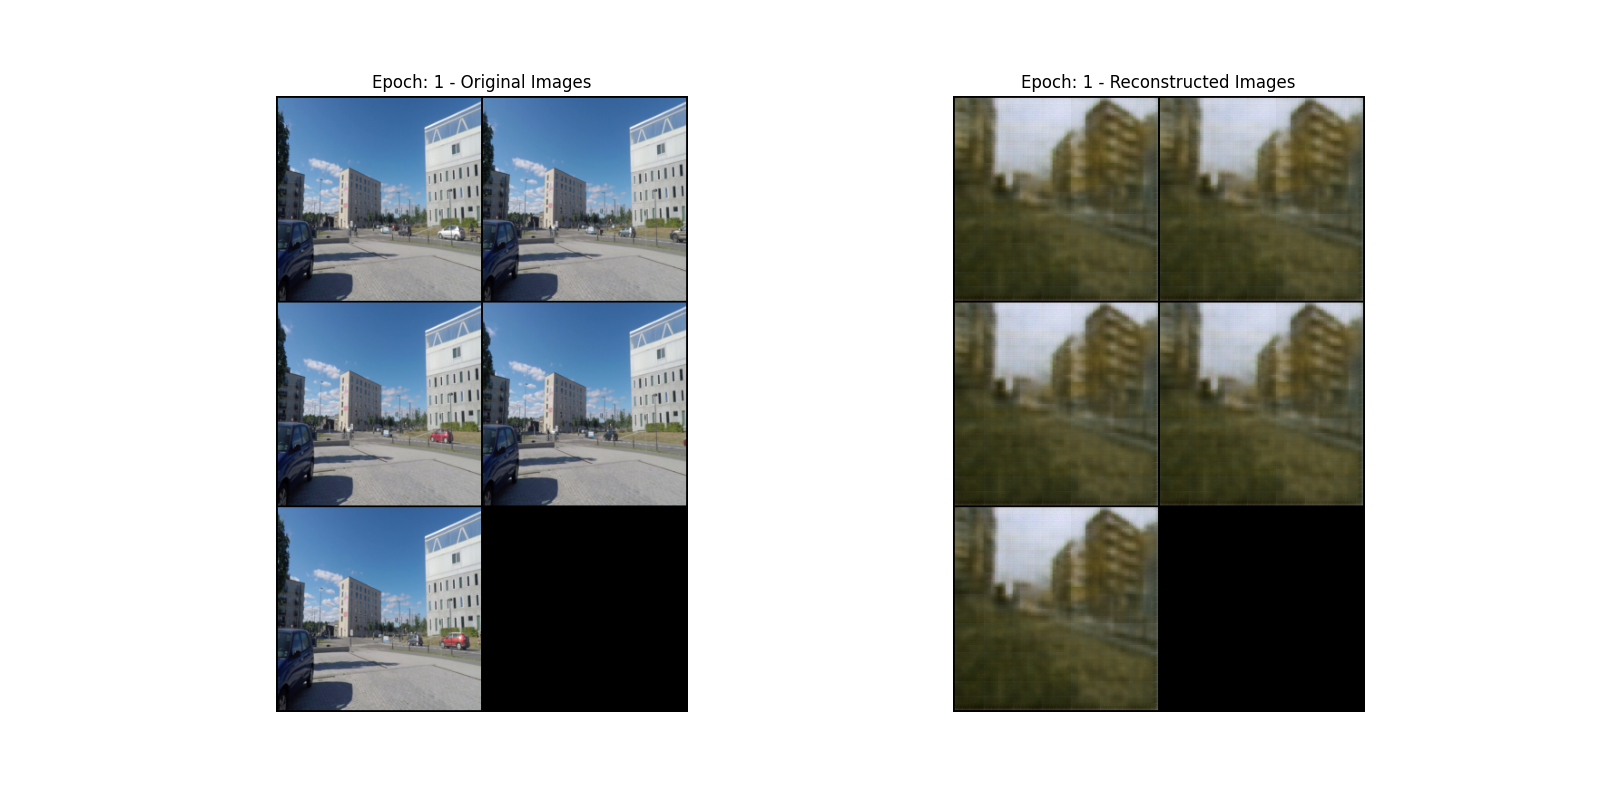 Epoch: 1 - Original Images
Epoch: 1 - Reconstructed Images